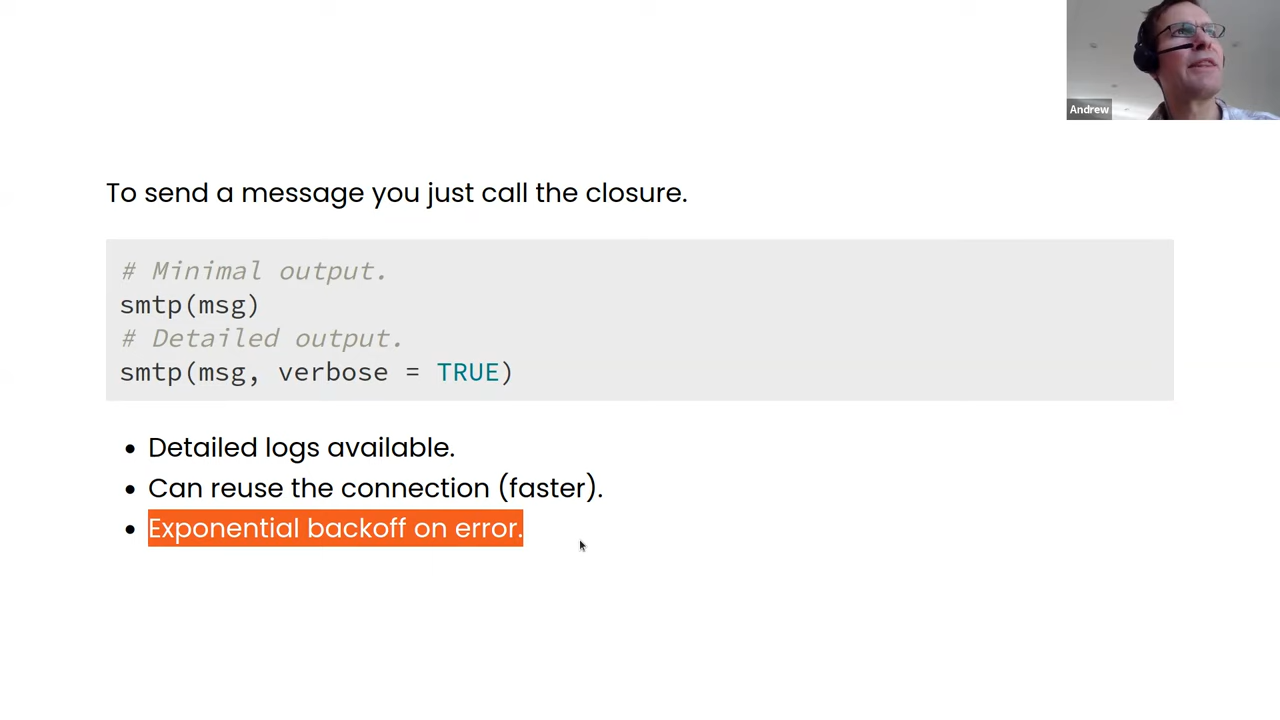 Andrew
To send a message you just call the closure.
# Minimal output.
smtp(msg)
# Detailed output.
smtp(msg, verbose = TRUE)
• Detailed logs available.
• Can reuse the connection (faster).
• Exponential backoff on error.